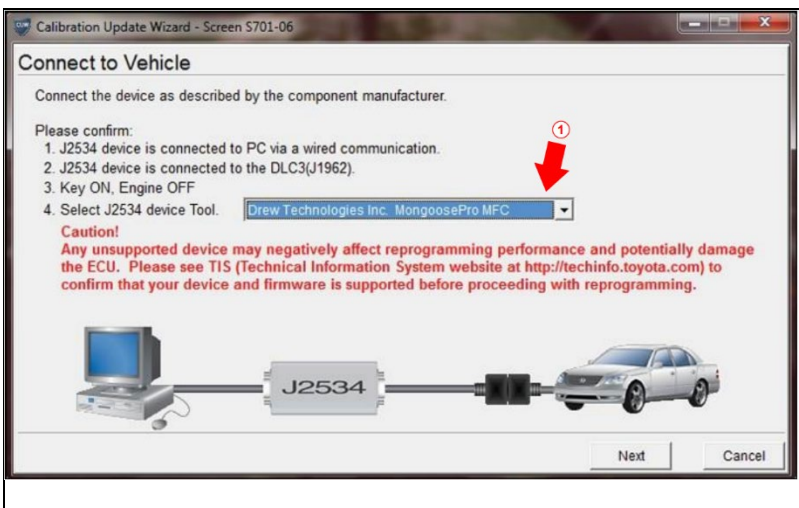 CUW Calibration Update Wizard - Screen S701-06
Connect to Vehicle
Connect the device as described by the component manufacturer.
Please confirm:
1. J2534 device is connected to PC via a wired communication.
2. J2534 device is connected to the DLC3(J1962).
3. Key ON, Engine OFF
4. Select J2534 device Tool. Drew Technologies Inc. MongoosePro MFC
1
Caution!
Any unsupported device may negatively affect reprogramming performance and potentially damage
the ECU. Please see TIS (Technical Information System website at http://techinfo.toyota.com) to
confirm that your device and firmware is supported before proceeding with reprogramming.
J2534
Next Cancel